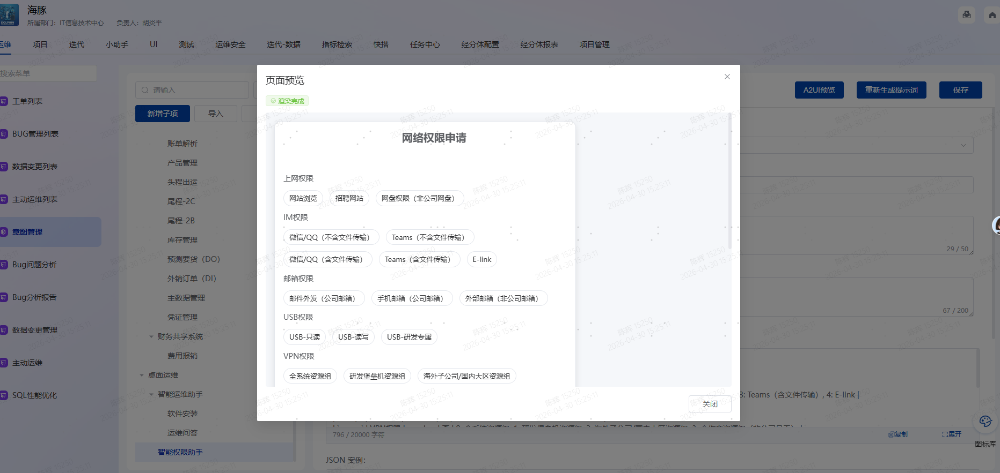 海豚
所属部门：IT信息技术中心 负责人：胡炎平
运维 项目 迭代 小助手 UI 测试 运维安全 迭代-数据 指标检索 快搭 任务中心 经分体配置 经分体报表 项目管理
搜索菜单
工单列表
BUG管理列表
数据变更列表
主动运维列表
意图管理
Bug问题分析
Bug分析报告
数据变更管理
主动运维
SQL性能优化
请输入
新增子项 导入
账单解析
产品管理
头程出运
尾程-2C
尾程-2B
库存管理
预测要货（DO）
外销订单（DI）
主数据管理
凭证管理
财务共享系统
费用报销
桌面运维
智能运维助手
软件安装
运维问答
智能权限助手
A2UI预览 重新生成提示词 保存
29 / 50
67 / 200
3: Teams（含文件传输）, 4: E-link |
796 / 20000 字符
复制 展开
图标库
JSON 案例：
页面预览
渲染完成
网络权限申请
上网权限
网站浏览 招聘网站 网盘权限（非公司网盘）
IM权限
微信/QQ（不含文件传输） Teams（不含文件传输）
微信/QQ（含文件传输） Teams（含文件传输） E-link
邮箱权限
邮件外发（公司邮箱） 手机邮箱（公司邮箱） 外部邮箱（非公司邮箱）
USB权限
USB-只读 USB-读写 USB-研发专属
VPN权限
全系统资源组 研发堡垒机资源组 海外子公司/国内大区资源组
关闭
陈辉 15250
2026-04-30 15:25:11